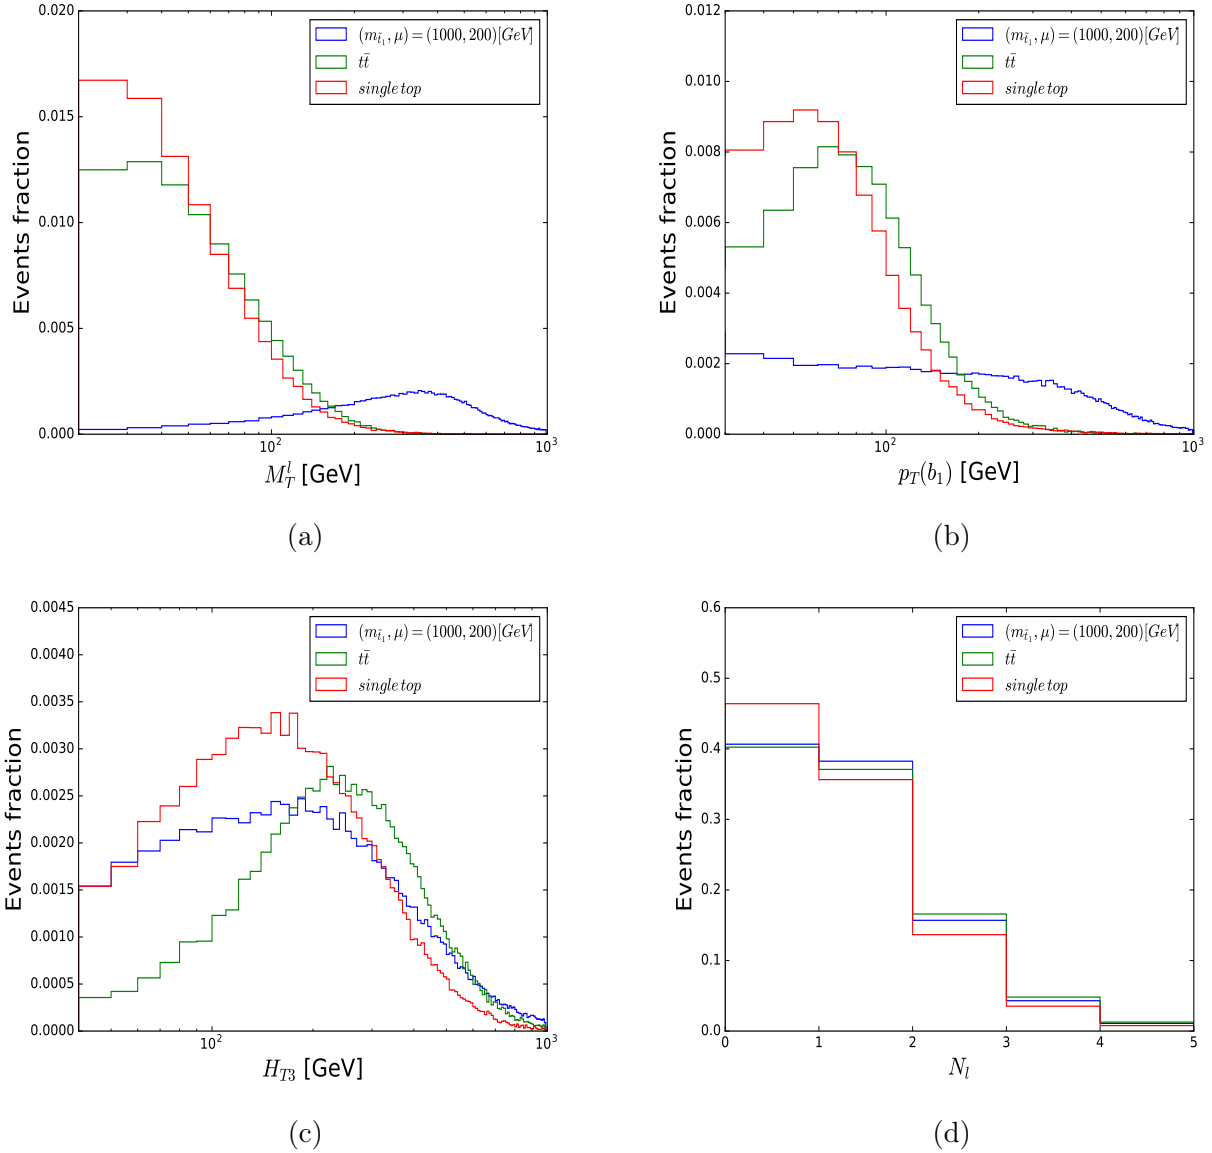 0.020
0.015
0.010
0.005
0.000
Events fraction
(m_{t̃_1}, μ) = (1000, 200)[GeV]
tt̄
single top
10^2
10^3
M_T^l [GeV]
(a)
0.012
0.010
0.008
0.006
0.004
0.002
0.000
Events fraction
(m_{t̃_1}, μ) = (1000, 200)[GeV]
tt̄
single top
10^2
10^3
p_T(b_1) [GeV]
(b)
0.0045
0.0040
0.0035
0.0030
0.0025
0.0020
0.0015
0.0010
0.0005
0.0000
Events fraction
(m_{t̃_1}, μ) = (1000, 200)[GeV]
tt̄
single top
10^2
10^3
H_{T3} [GeV]
(c)
0.6
0.5
0.4
0.3
0.2
0.1
0.0
Events fraction
(m_{t̃_1}, μ) = (1000, 200)[GeV]
tt̄
single top
0 1 2 3 4 5
N_l
(d)